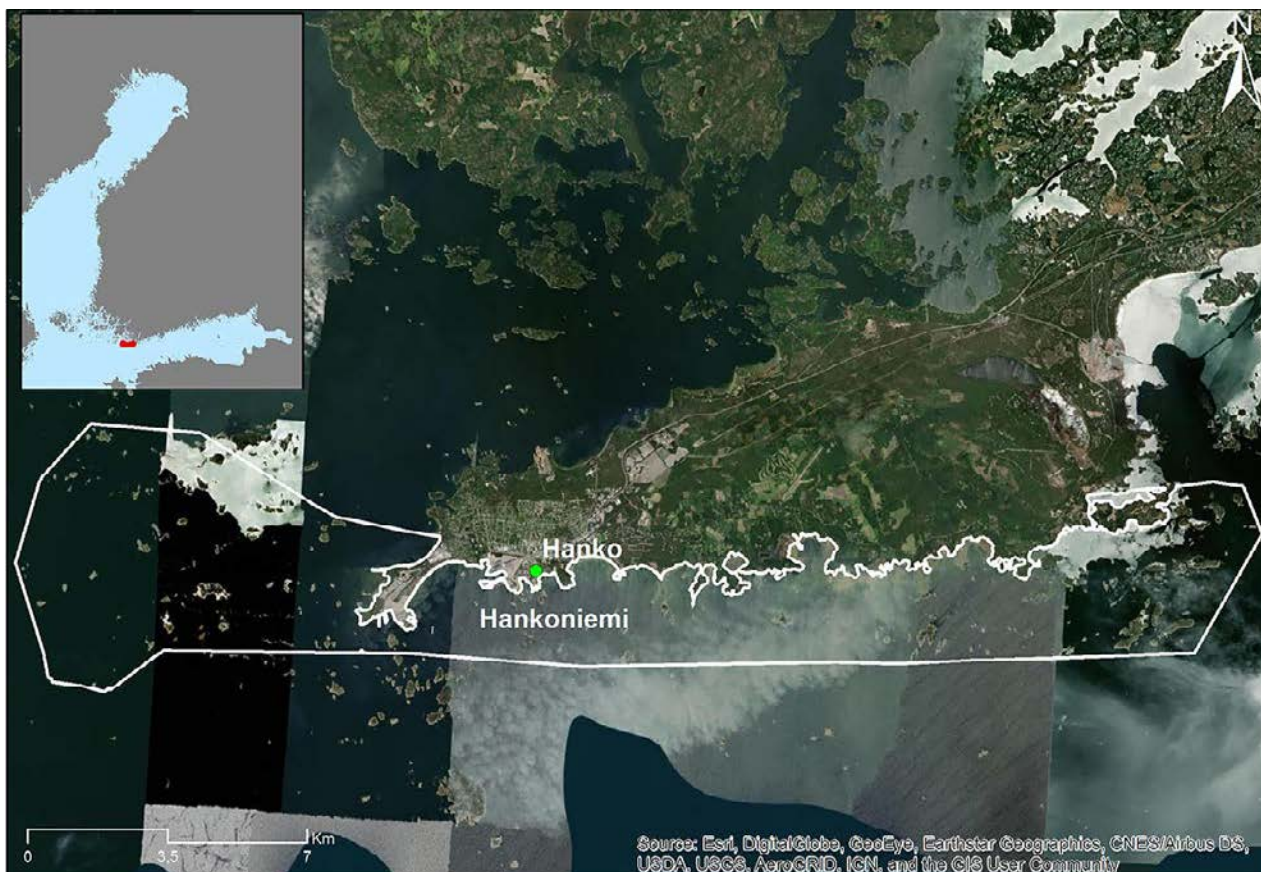 N
Hanko
Hankoniemi
Km
0 3,5 7
Source: Esri, DigitalGlobe, GeoEye, Earthstar Geographics, CNES/Airbus DS,
USDA, USGS, AeroGRID, IGN, and the GIS User Community